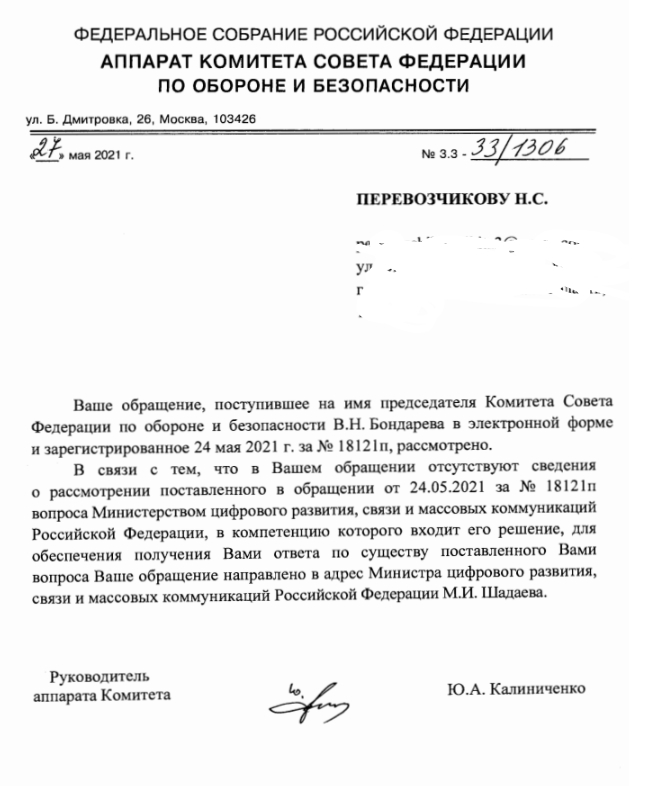 ФЕДЕРАЛЬНОЕ СОБРАНИЕ РОССИЙСКОЙ ФЕДЕРАЦИИ
АППАРАТ КОМИТЕТА СОВЕТА ФЕДЕРАЦИИ
ПО ОБОРОНЕ И БЕЗОПАСНОСТИ
ул. Б. Дмитровка, 26, Москва, 103426
«27» мая 2021 г. № 3.3 - 33/1306
ПЕРЕВОЗЧИКОВУ Н.С.
ул
г
Ваше обращение, поступившее на имя председателя Комитета Совета
Федерации по обороне и безопасности В.Н. Бондарева в электронной форме
и зарегистрированное 24 мая 2021 г. за № 18121п, рассмотрено.
В связи с тем, что в Вашем обращении отсутствуют сведения
о рассмотрении поставленного в обращении от 24.05.2021 за № 18121п
вопроса Министерством цифрового развития, связи и массовых коммуникаций
Российской Федерации, в компетенцию которого входит его решение, для
обеспечения получения Вами ответа по существу поставленного Вами
вопроса Ваше обращение направлено в адрес Министра цифрового развития,
связи и массовых коммуникаций Российской Федерации М.И. Шадаева.
Руководитель
аппарата Комитета
Ю.А. Калиниченко